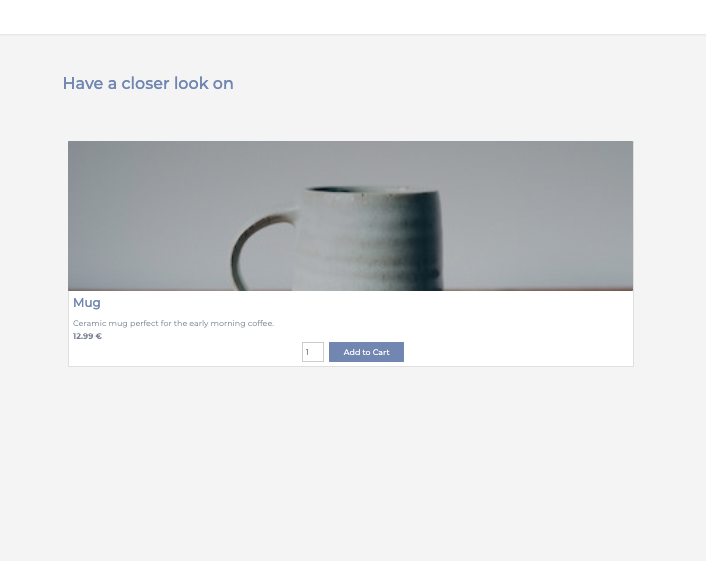 Have a closer look on
Mug
Ceramic mug perfect for the early morning coffee.
12.99 €
1
Add to Cart